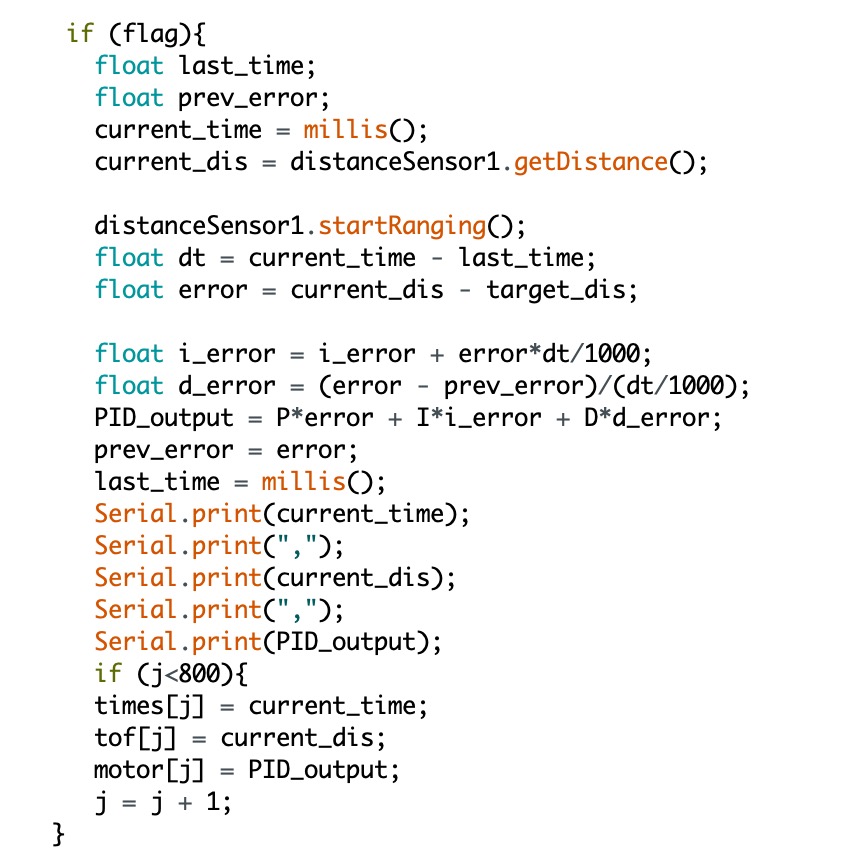 if (flag){
float last_time;
float prev_error;
current_time = millis();
current_dis = distanceSensor1.getDistance();
distanceSensor1.startRanging();
float dt = current_time - last_time;
float error = current_dis - target_dis;
float i_error = i_error + error*dt/1000;
float d_error = (error - prev_error)/(dt/1000);
PID_output = P*error + I*i_error + D*d_error;
prev_error = error;
last_time = millis();
Serial.print(current_time);
Serial.print(",");
Serial.print(current_dis);
Serial.print(",");
Serial.print(PID_output);
if (j<800){
times[j] = current_time;
tof[j] = current_dis;
motor[j] = PID_output;
j = j + 1;
}